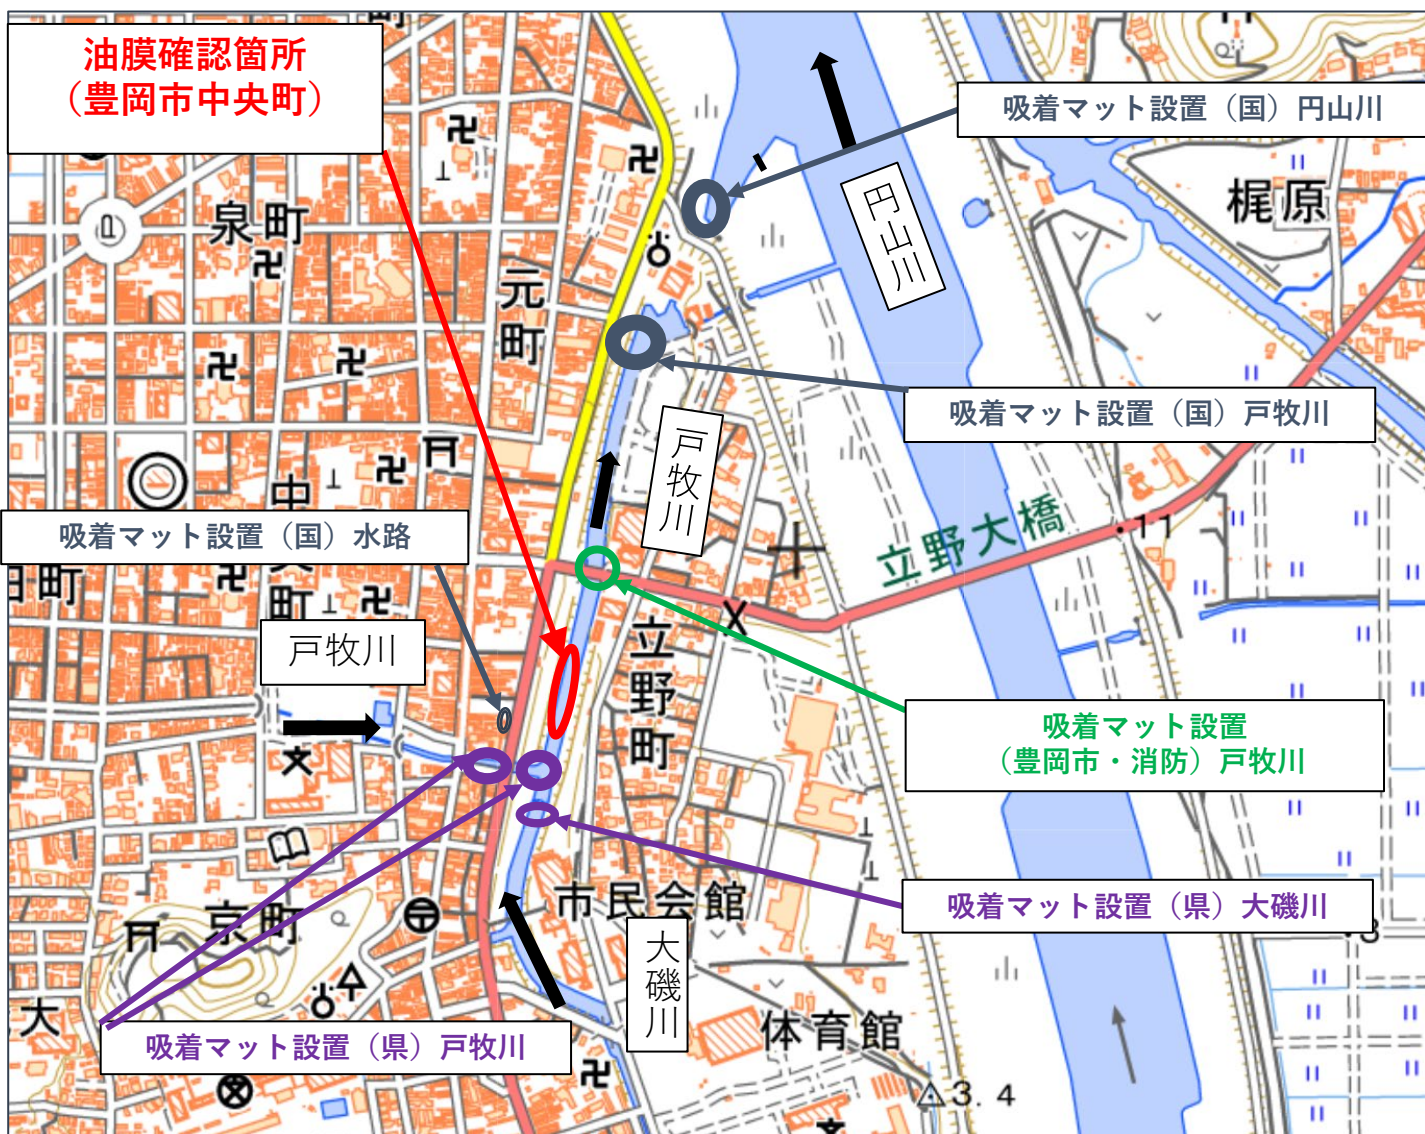 油膜確認箇所
（豊岡市中央町）
吸着マット設置（国）円山川
円山川
梶原
泉町
元町
吸着マット設置（国）戸牧川
戸牧川
中
吸着マット設置（国）水路
町
町
立野大橋
11
戸牧川
立野町
吸着マット設置
（豊岡市・消防）戸牧川
吸着マット設置（県）大磯川
市民会館
京町
大磯川
3
大
吸着マット設置（県）戸牧川
体育館
3.4